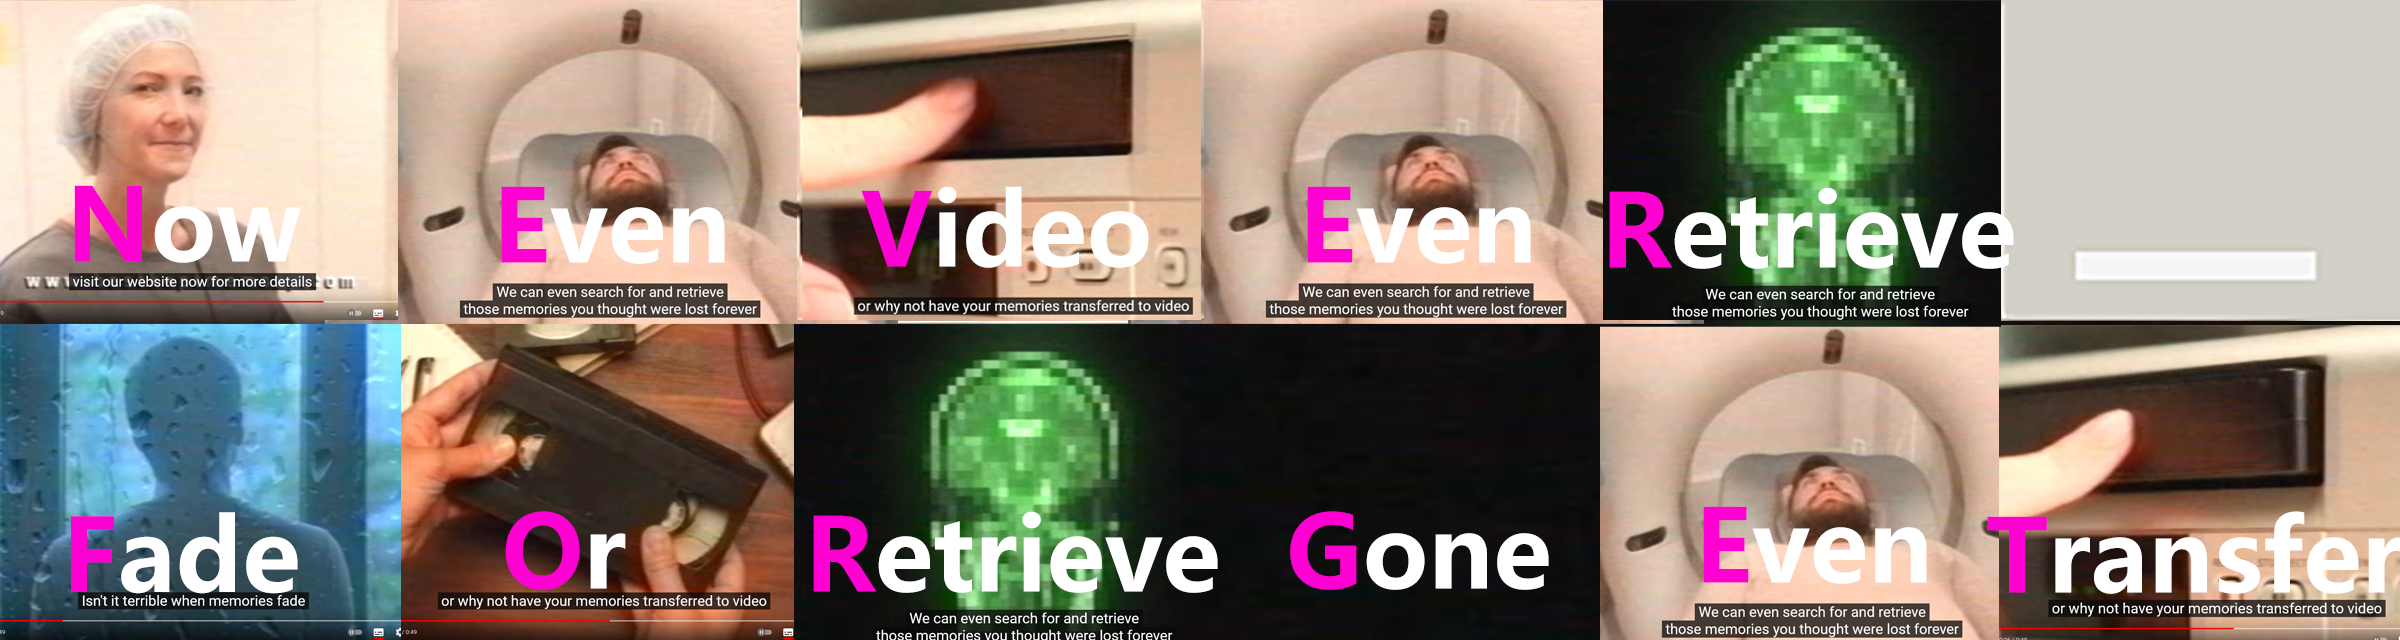 Now
www
om
visit our website now for more details
Even
We can even search for and retrieve
those memories you thought were lost forever
Video
or why not have your memories transferred to video
Even
We can even search for and retrieve
those memories you thought were lost forever
Retrieve
We can even search for and retrieve
those memories you thought were lost forever
Fade
Isn't it terrible when memories fade
Or
or why not have your memories transferred to video
/ 0:49
Retrieve
We can even search for and retrieve
those memories you thought were lost forever
Gone
Even
We can even search for and retrieve
those memories you thought were lost forever
Transfer
or why not have your memories transferred to video